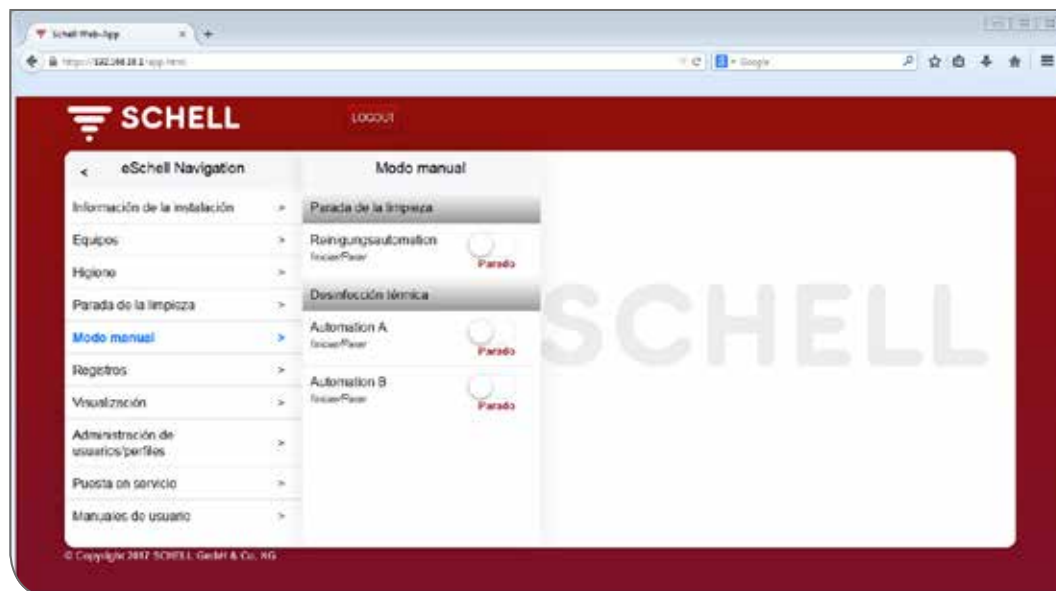 Schell Web-App
Google
SCHELL
LOGOUT
eSchell Navigation
Modo manual
Información de la instalación
Parada de la limpieza
Equipos
Reinigungsautomation
Iniciar/Parar
Parado
Higiene
Desinfección térmica
Parada de la limpieza
Automation A
Iniciar/Parar
Parado
Modo manual
Registros
Automation B
Iniciar/Parar
Parado
Visualización
Administración de
usuarios/perfiles
Puesta en servicio
Manuales de usuario
SCHELL
© Copyright 2017 SCHELL GmbH & Co. KG